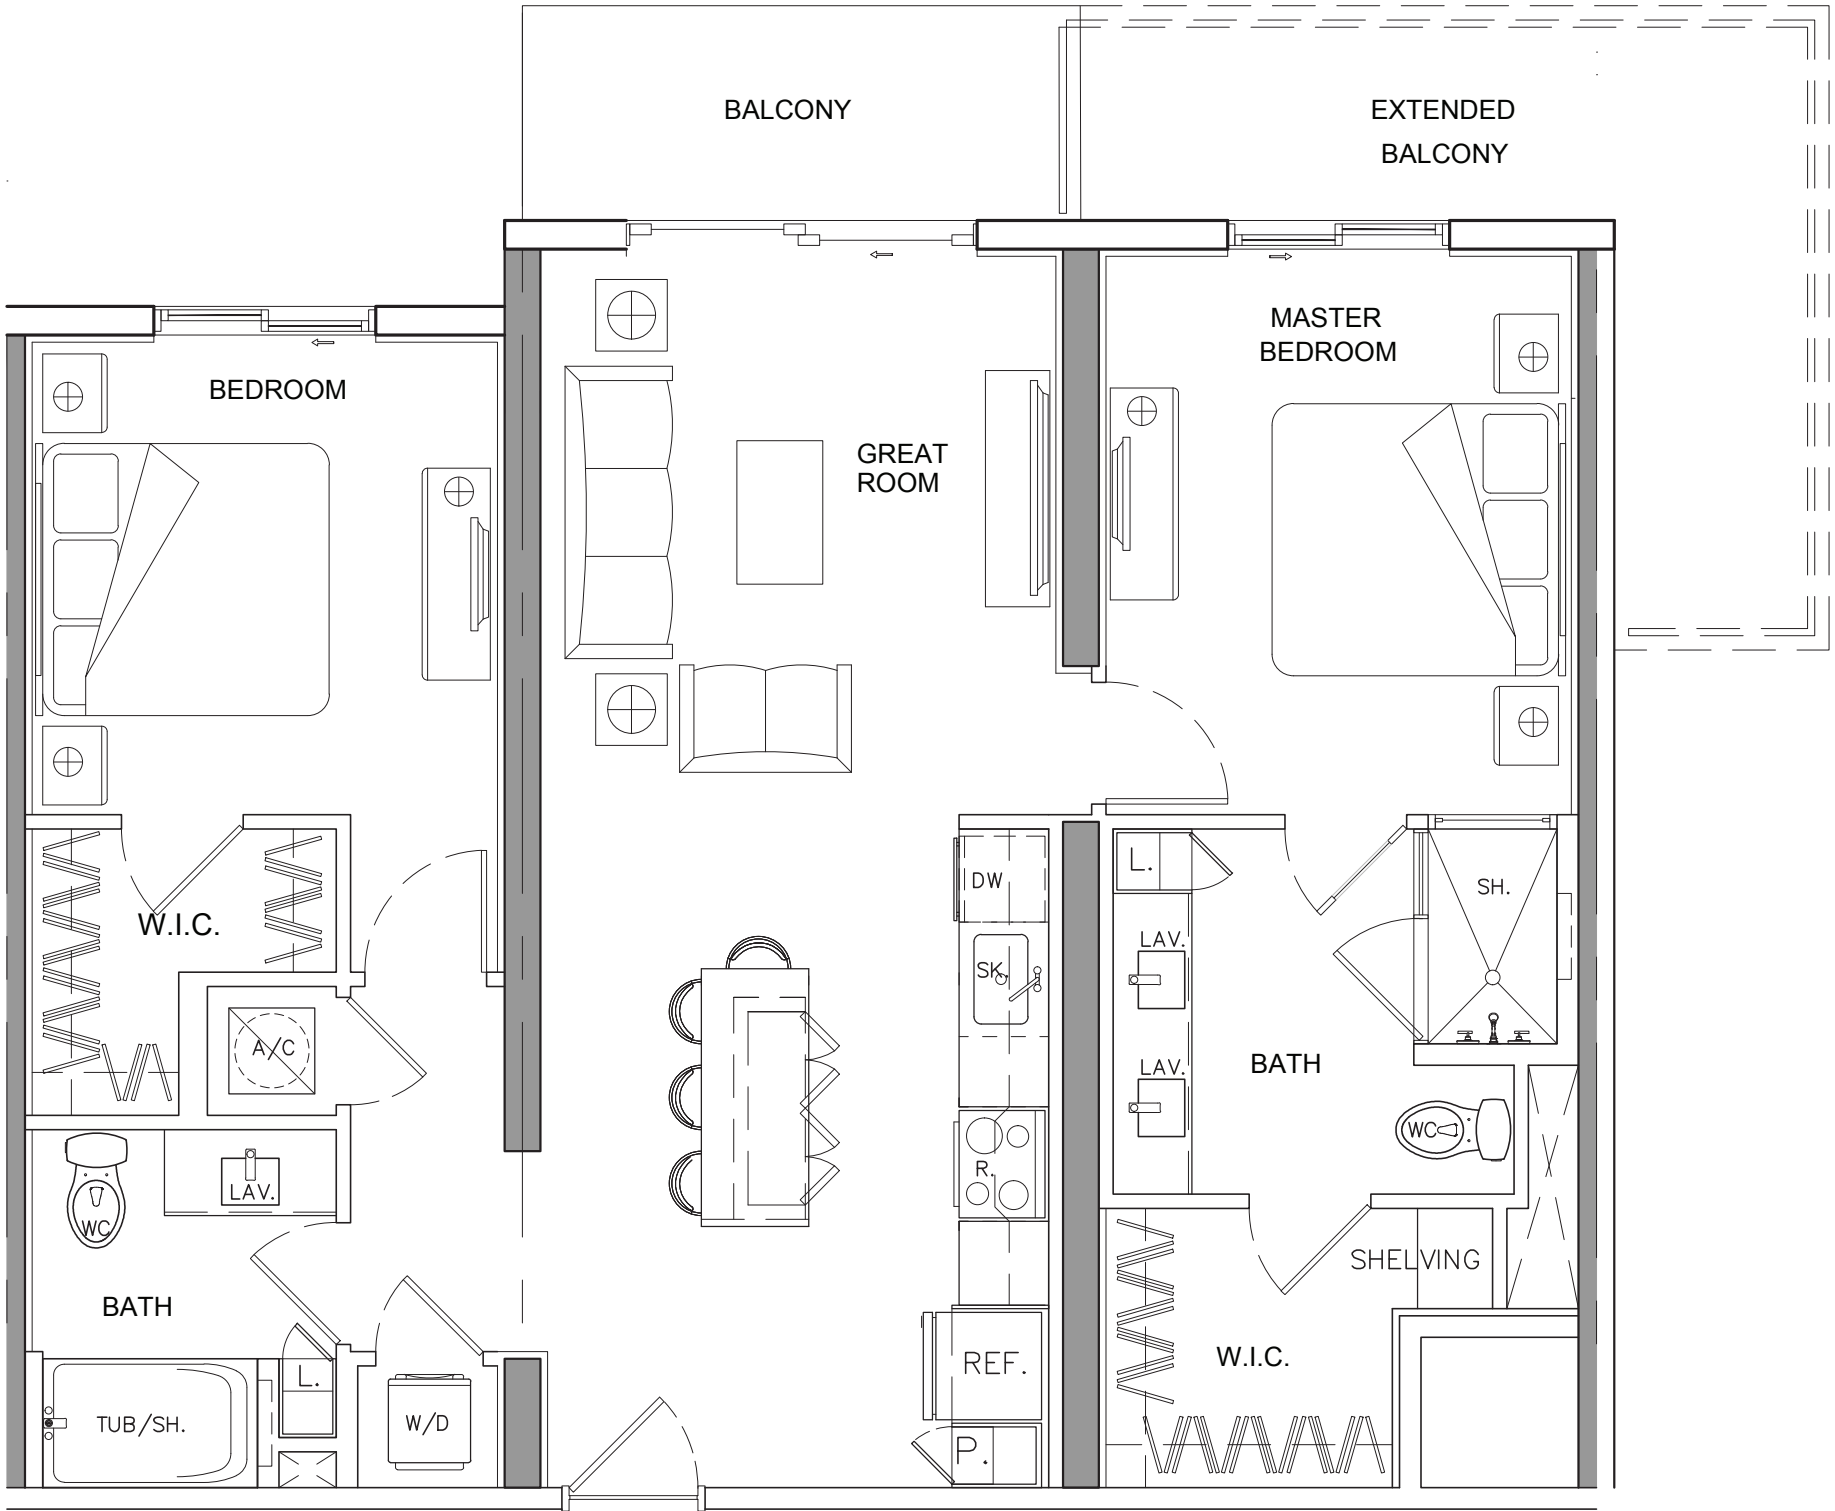 BALCONY
EXTENDED
BALCONY
MASTER
BEDROOM
BEDROOM
GREAT
ROOM
DW
L.
SH.
W.I.C.
LAV.
SK.
A/C
BATH
LAV.
WC
R.
LAV.
WC
SHELVING
BATH
W.I.C.
REF.
L.
TUB/SH.
W/D
P.